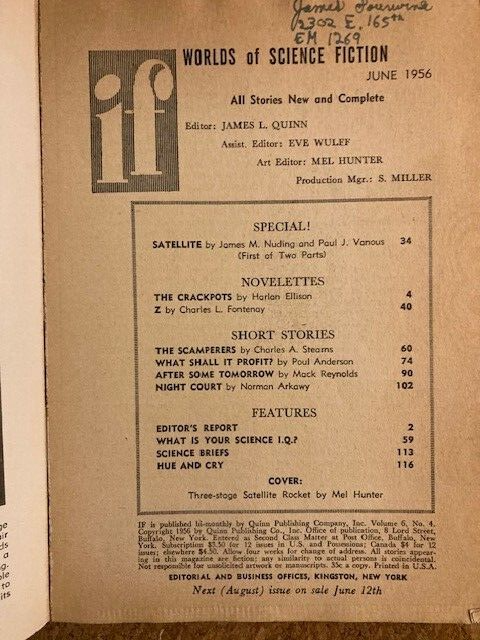 James
2302 E. 165th
EM 1269
if
WORLDS of SCIENCE FICTION
JUNE 1956
All Stories New and Complete
Editor: JAMES L. QUINN
Assist. Editor: EVE WULFF
Art Editor: MEL HUNTER
Production Mgr.: S. MILLER
SPECIAL!
SATELLITE by James M. Nuding and Paul J. Vanous 34
(First of Two Parts)
NOVELETTES
THE CRACKPOTS by Harlan Ellison 4
Z by Charles L. Fontenay 40
SHORT STORIES
THE SCAMPERERS by Charles A. Stearns 60
WHAT SHALL IT PROFIT? by Poul Anderson 74
AFTER SOME TOMORROW by Mack Reynolds 90
NIGHT COURT by Norman Arkawy 102
FEATURES
EDITOR'S REPORT 2
WHAT IS YOUR SCIENCE I.Q.? 59
SCIENCE BRIEFS 113
HUE AND CRY 116
COVER:
Three-stage Satellite Rocket by Mel Hunter
IF is published bi-monthly by Quinn Publishing Company, Inc. Volume 6, No. 4.
Copyright 1956 by Quinn Publishing Co., Inc. Office of publication, 8 Lord Street,
Buffalo, New York. Entered as Second Class Matter at Post Office, Buffalo, New
York. Subscription $3.50 for 12 issues in U.S. and Possessions; Canada $4 for 12
issues; elsewhere $4.50. Allow four weeks for change of address. All stories appear-
ing in this magazine are fiction; any similarity to actual persons is coincidental.
Not responsible for unsolicited artwork or manuscripts. 35c a copy. Printed in U.S.A.
EDITORIAL AND BUSINESS OFFICES, KINGSTON, NEW YORK
Next (August) issue on sale June 12th